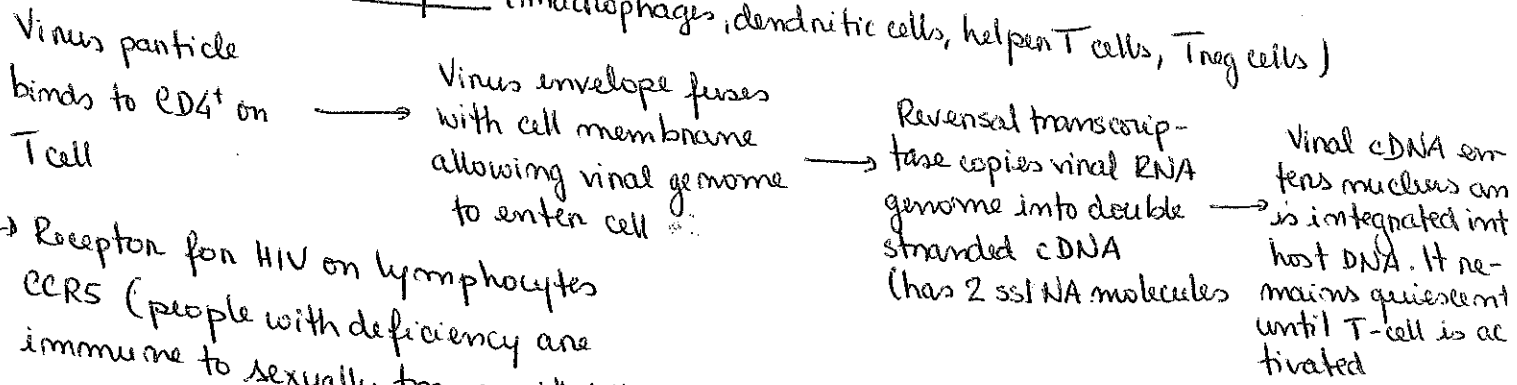 (macrophages, dendritic cells, helper T cells, Treg cells)
Virus particle
binds to CD4⁺ on
T cell
→ Virus envelope fuses
with cell membrane
allowing viral genome
to enter cell
→ Reversal transcrip-
tase copies viral RNA
genome into double
stranded cDNA
(has 2 ssRNA molecules
→ Viral cDNA en-
ters nucleus an
is integrated int
host DNA. It re-
mains quiescent
until T-cell is ac
tivated
→ Receptor for HIV on lymphocytes
CCR5 (people with deficiency are
immune to sexually